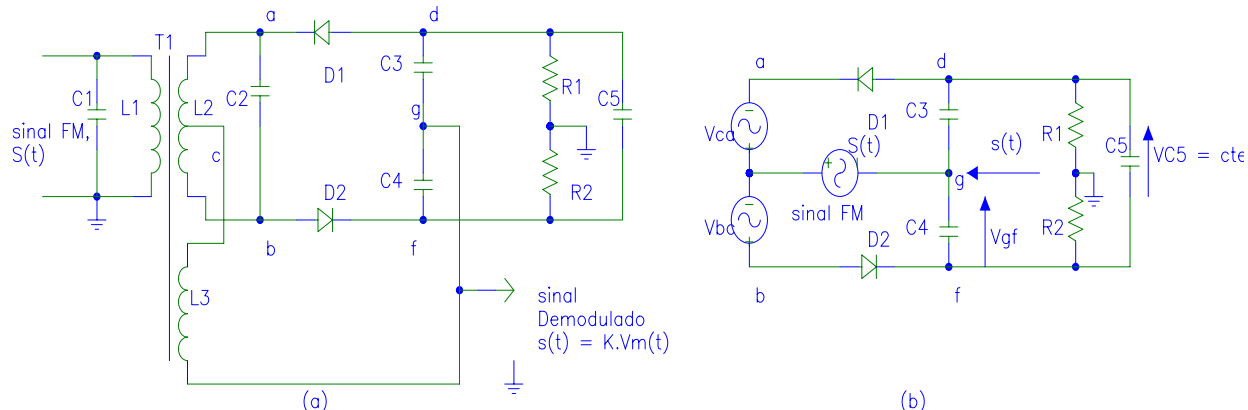 a
d
T1
D1
C3
C1
L1
L2
C2
R1
C5
g
sinal FM,
S(t)
c
C4
D2
R2
b
f
L3
sinal
Demodulado
s(t) = K.Vm(t)
(a)
a
d
C3
Vca
D1
S(t)
s(t)
R1
C5
VC5 = cte
g
sinal FM
Vbc
D2
C4
Vgf
R2
b
f
(b)